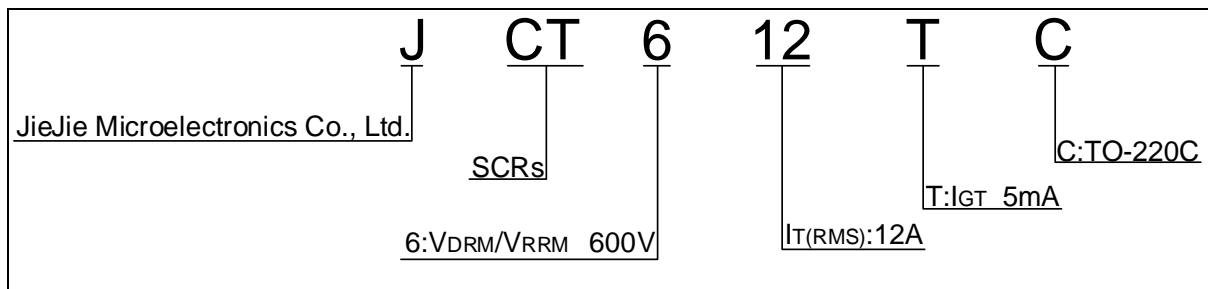 J CT 6 12 T C
JieJie Microelectronics Co., Ltd.
SCRs
C:TO-220C
T:IGT 5mA
6:VDRM/VRRM 600V
IT(RMS):12A